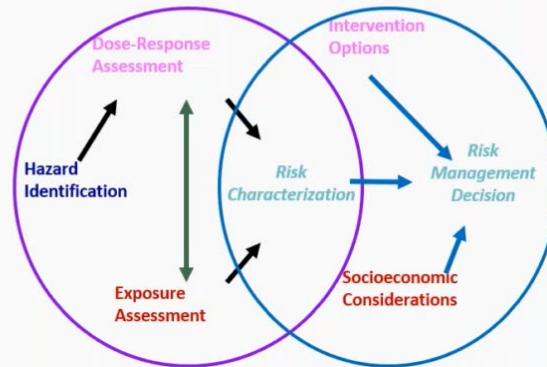 Dose-Response
Assessment
Intervention
Options
Hazard
Identification
Risk
Characterization
Risk
Management
Decision
Exposure
Assessment
Socioeconomic
Considerations